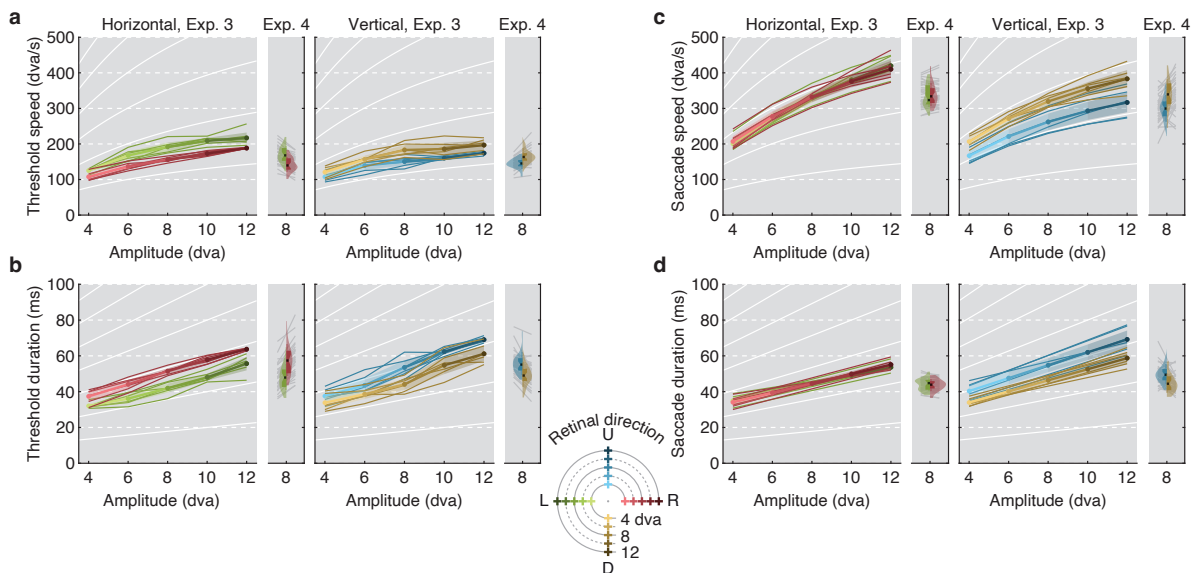 a
Horizontal, Exp. 3
Exp. 4
Vertical, Exp. 3
Exp. 4
Threshold speed (dva/s)
500
400
300
200
100
0
4 6 8 10 12
8
4 6 8 10 12
8
Amplitude (dva)
Amplitude (dva)
c
Horizontal, Exp. 3
Exp. 4
Vertical, Exp. 3
Exp. 4
Saccade speed (dva/s)
500
400
300
200
100
0
4 6 8 10 12
8
4 6 8 10 12
8
Amplitude (dva)
Amplitude (dva)
b
Threshold duration (ms)
100
80
60
40
20
0
4 6 8 10 12
8
4 6 8 10 12
8
Amplitude (dva)
Amplitude (dva)
d
Saccade duration (ms)
100
80
60
40
20
0
4 6 8 10 12
8
4 6 8 10 12
8
Amplitude (dva)
Amplitude (dva)
Retinal direction
U
L
R
4 dva
8
12
D